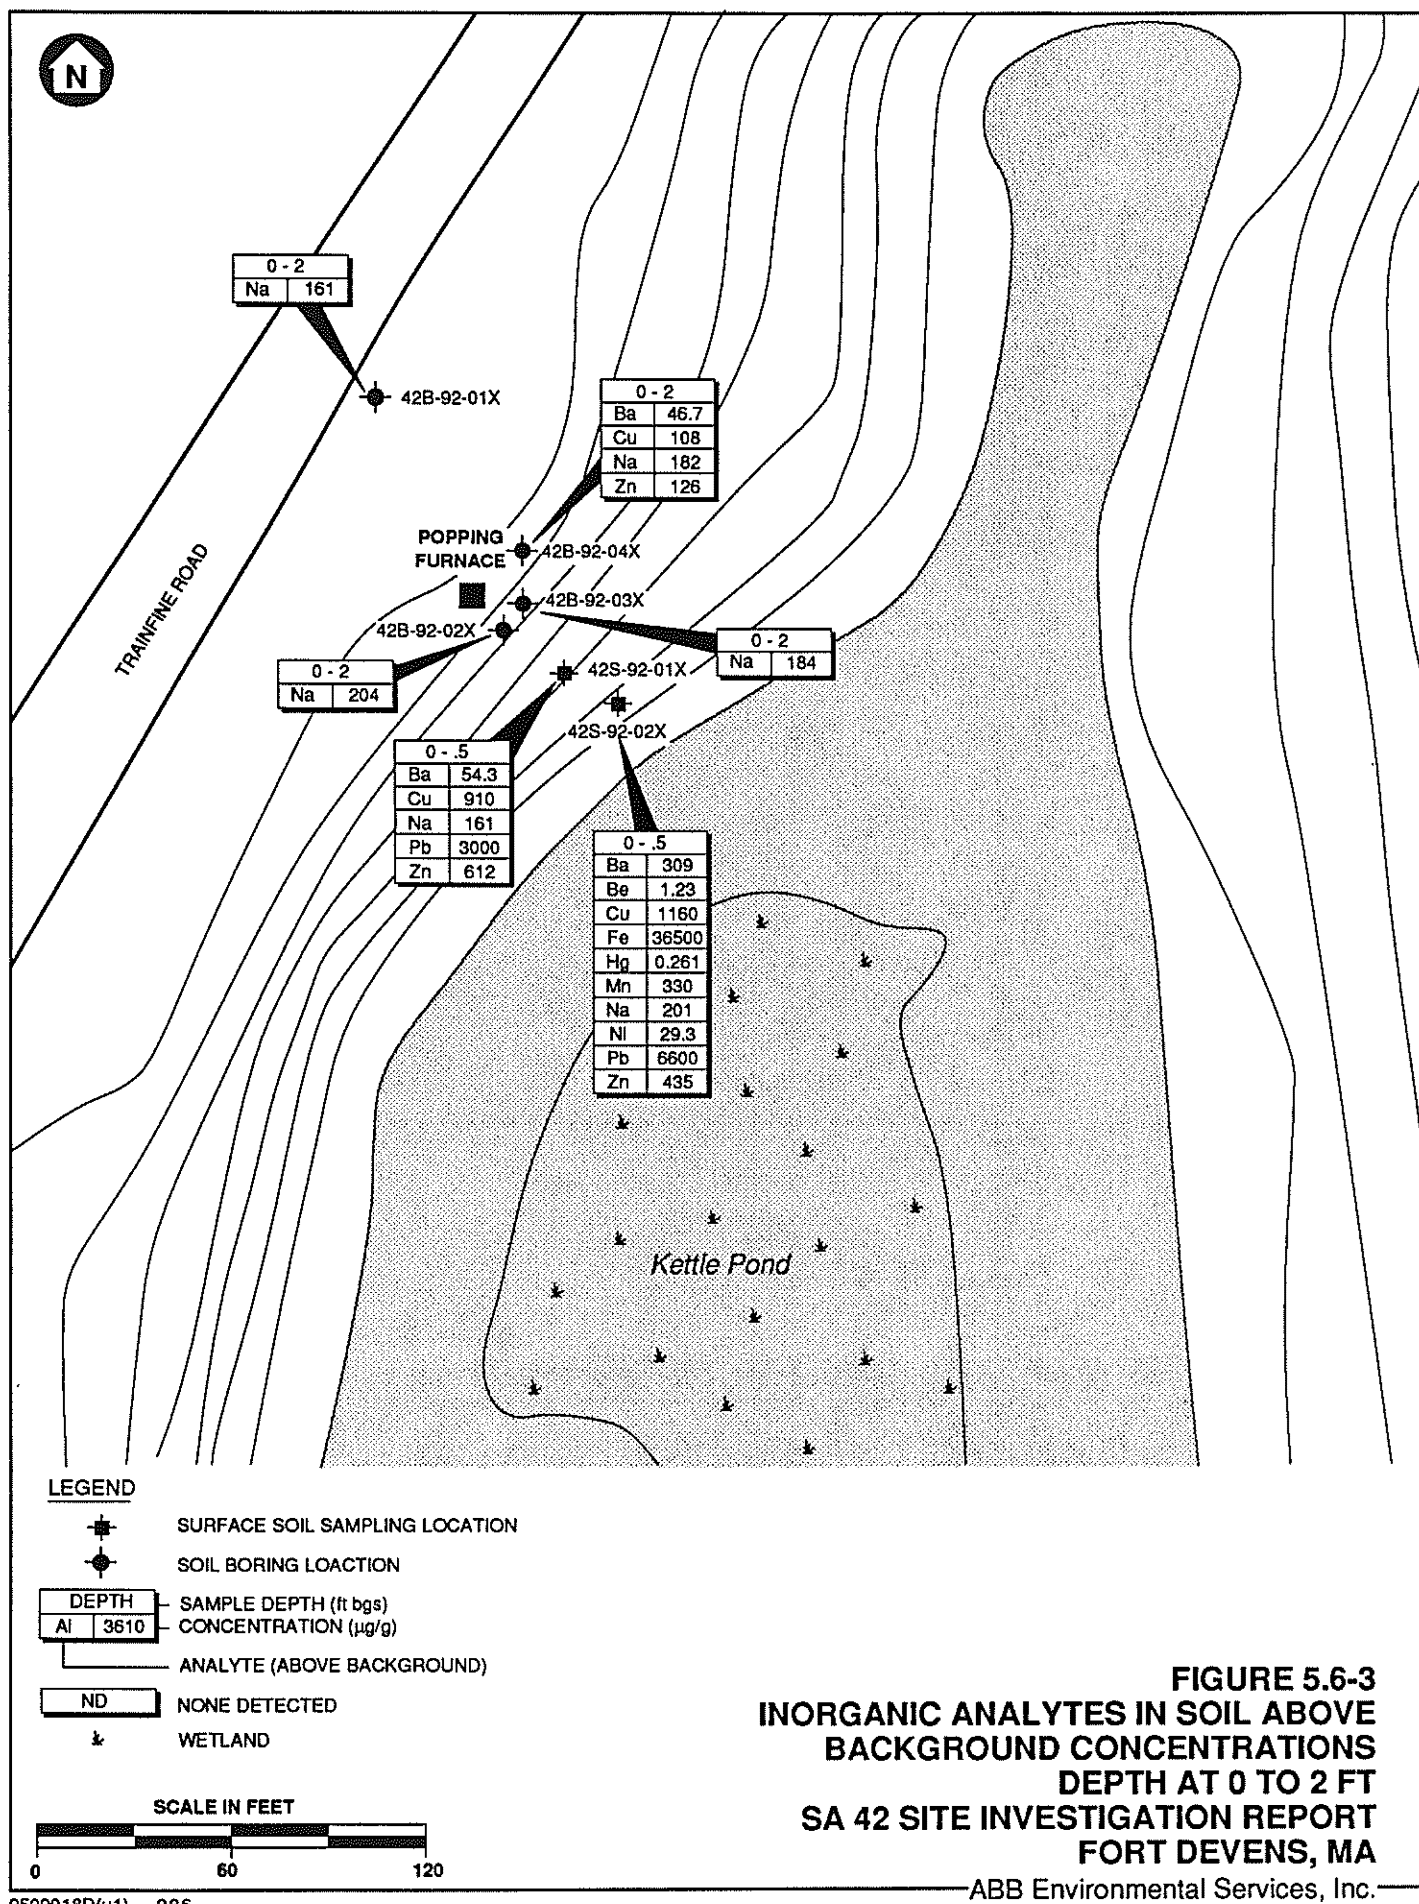 N
0 - 2
Na 161
42B-92-01X
0 - 2
Ba 46.7
Cu 108
Na 182
Zn 126
POPPING
FURNACE
42B-92-04X
42B-92-03X
42B-92-02X
TRAINFINE ROAD
0 - 2
Na 184
0 - 2
Na 204
42S-92-01X
42S-92-02X
0 - .5
Ba 54.3
Cu 910
Na 161
Pb 3000
Zn 612
0 - .5
Ba 309
Be 1.23
Cu 1160
Fe 36500
Hg 0.261
Mn 330
Na 201
Ni 29.3
Pb 6600
Zn 435
Kettle Pond
LEGEND
SURFACE SOIL SAMPLING LOCATION
SOIL BORING LOACTION
DEPTH SAMPLE DEPTH (ft bgs)
Al 3610 CONCENTRATION (µg/g)
ANALYTE (ABOVE BACKGROUND)
ND NONE DETECTED
WETLAND
SCALE IN FEET
0 60 120
FIGURE 5.6-3
INORGANIC ANALYTES IN SOIL ABOVE
BACKGROUND CONCENTRATIONS
DEPTH AT 0 TO 2 FT
SA 42 SITE INVESTIGATION REPORT
FORT DEVENS, MA
ABB Environmental Services, Inc.